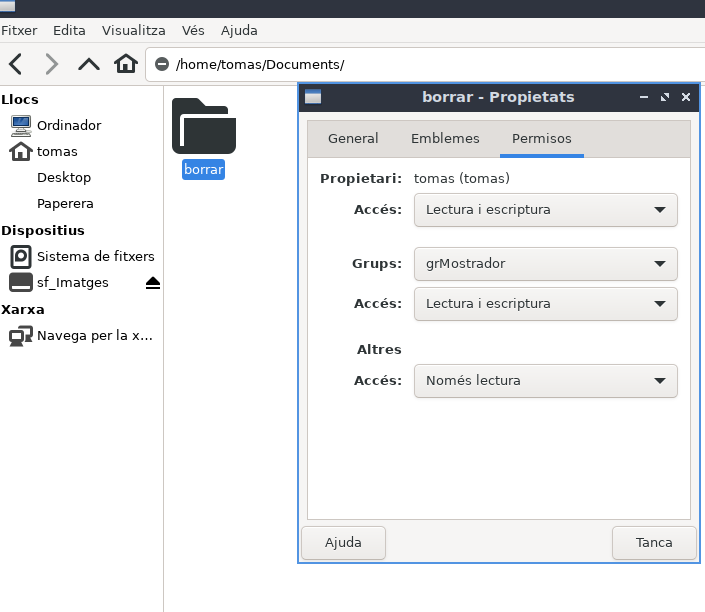 Fitxer Edita Visualitza Vés Ajuda
/home/tomas/Documents/
Llocs
Ordinador
tomas
Desktop
Paperera
Dispositius
Sistema de fitxers
sf_Imatges
Xarxa
Navega per la x...
borrar
borrar - Propietats
General Emblemes Permisos
Propietari: tomas (tomas)
Accés: Lectura i escriptura
Grups: grMostrador
Accés: Lectura i escriptura
Altres
Accés: Només lectura
Ajuda Tanca